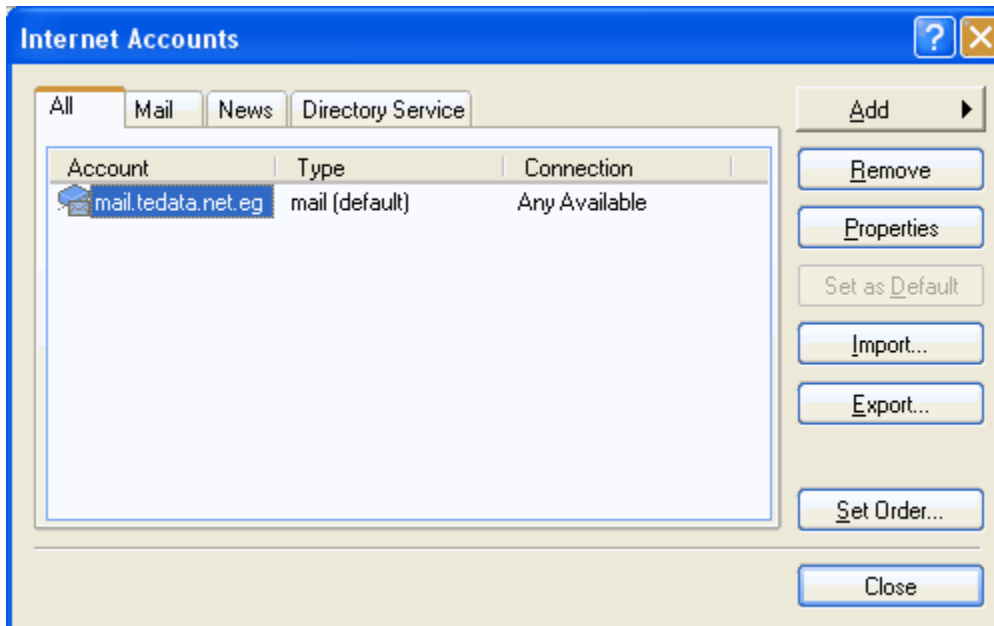 Internet Accounts
All Mail News Directory Service
Add
Account Type Connection
Remove
mail.tedata.net.eg mail (default) Any Available
Properties
Set as Default
Import...
Export...
Set Order...
Close